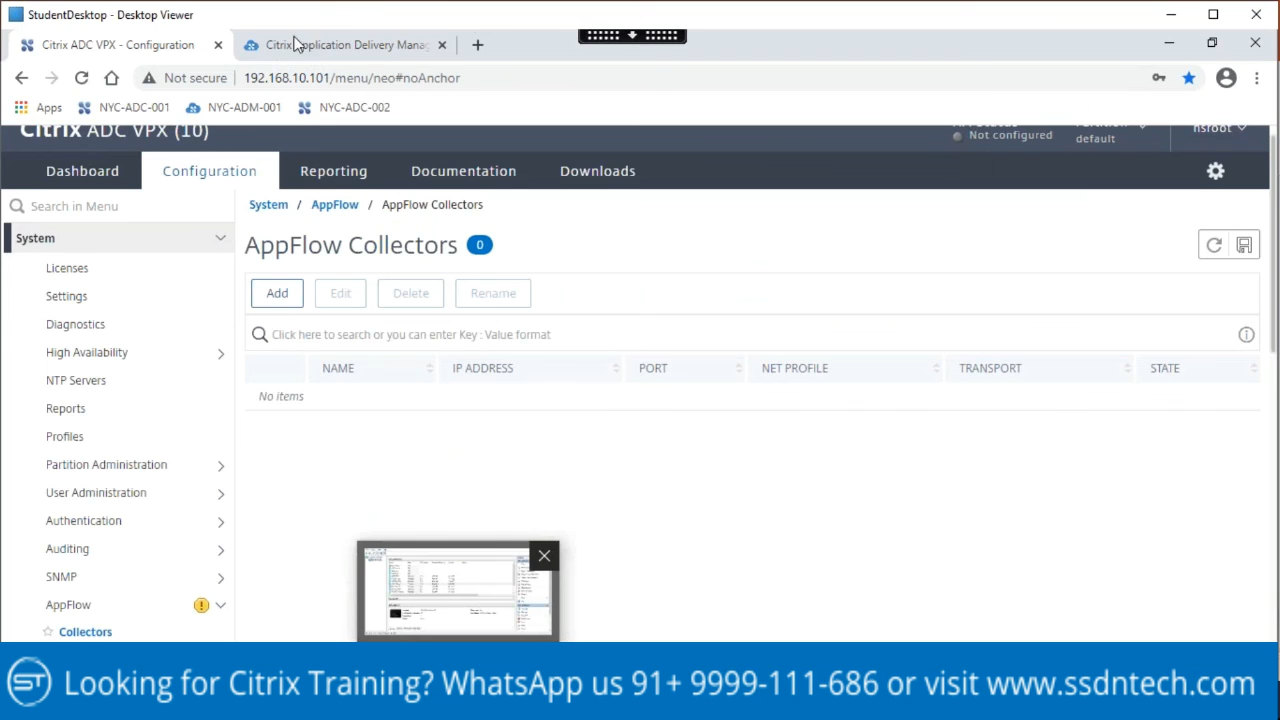 StudentDesktop - Desktop Viewer
Citrix ADC VPX - Configuration
Citrix Application Delivery Manag
Not secure
192.168.10.101/menu/neo#noAnchor
Apps
NYC-ADC-001
NYC-ADM-001
NYC-ADC-002
Citrix ADC VPX (10)
Not configured
default
nsroot
Dashboard
Configuration
Reporting
Documentation
Downloads
Search in Menu
System / AppFlow / AppFlow Collectors
System
AppFlow Collectors 0
Licenses
Settings
Diagnostics
High Availability
NTP Servers
Reports
Profiles
Partition Administration
User Administration
Authentication
Auditing
SNMP
AppFlow
Collectors
Add
Edit
Delete
Rename
Click here to search or you can enter Key : Value format
NAME
IP ADDRESS
PORT
NET PROFILE
TRANSPORT
STATE
No items
ST
Looking for Citrix Training? WhatsApp us 91+ 9999-111-686 or visit www.ssdntech.com